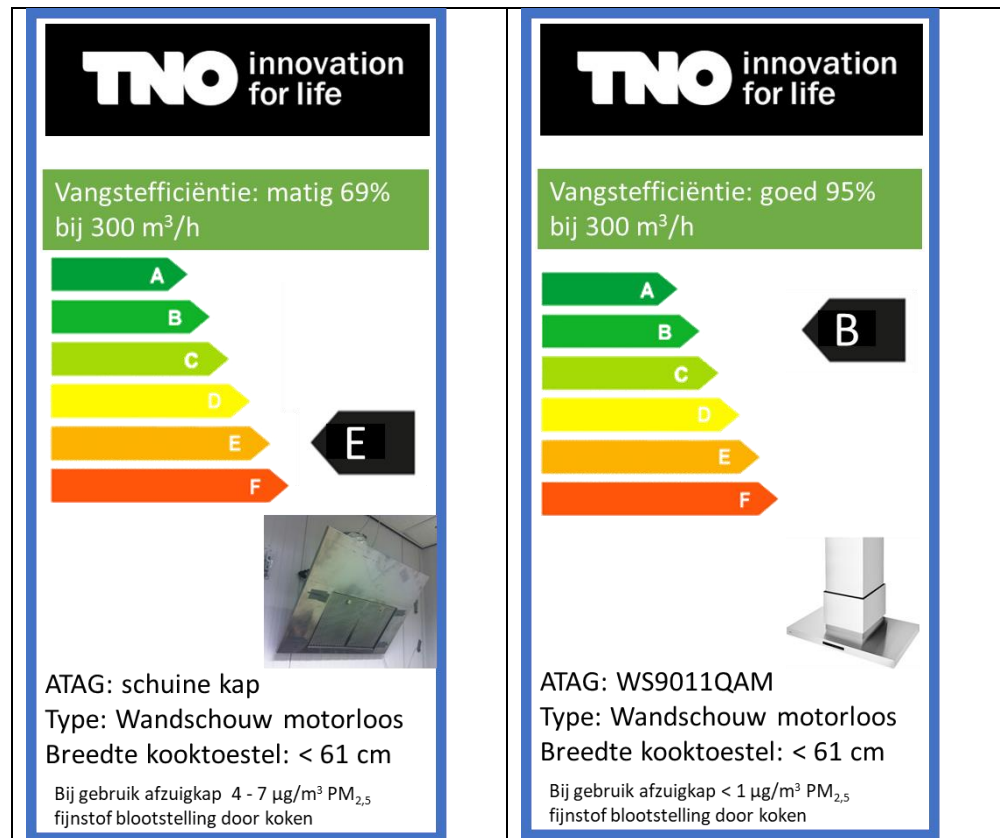 TNO innovation
for life
Vangstefficiëntie: matig 69%
bij 300 m³/h
A
B
C
D
E
F
E
ATAG: schuine kap
Type: Wandschouw motorloos
Breedte kooktoestel: < 61 cm
Bij gebruik afzuigkap 4 - 7 µg/m³ PM₂,₅
fijnstof blootstelling door koken
TNO innovation
for life
Vangstefficiëntie: goed 95%
bij 300 m³/h
A
B
C
D
E
F
B
ATAG: WS9011QAM
Type: Wandschouw motorloos
Breedte kooktoestel: < 61 cm
Bij gebruik afzuigkap < 1 µg/m³ PM₂,₅
fijnstof blootstelling door koken